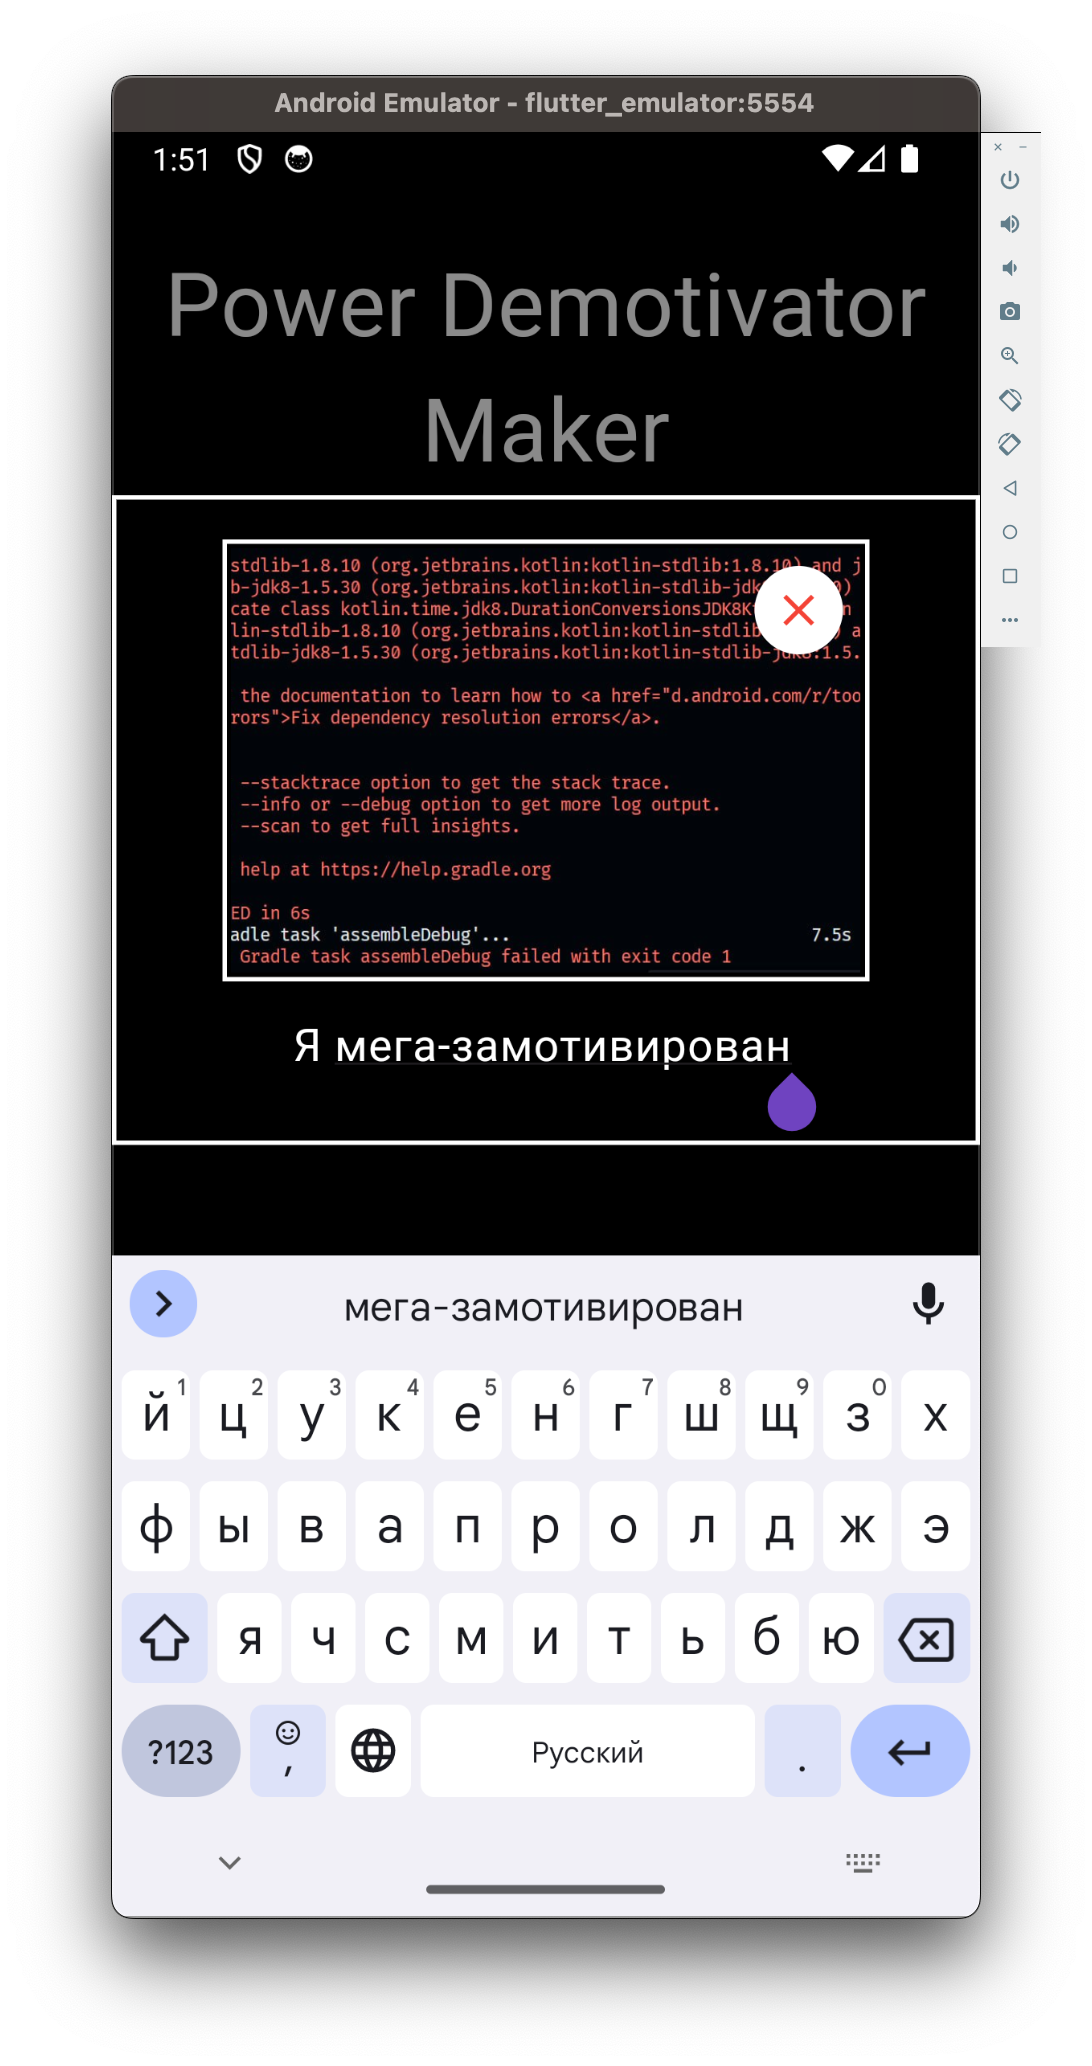 Android Emulator - flutter_emulator:5554
1:51
Power Demotivator
Maker
stdlib-1.8.10 (org.jetbrains.kotlin:kotlin-stdlib:1.8.10) and j
b-jdk8-1.5.30 (org.jetbrains.kotlin:kotlin-stdlib-jdk
cate class kotlin.time.jdk8.DurationConversionsJDK8K
lin-stdlib-1.8.10 (org.jetbrains.kotlin:kotlin-stdlib
tdlib-jdk8-1.5.30 (org.jetbrains.kotlin:kotlin-stdlib-jdk8:1.5.
the documentation to learn how to <a href="d.android.com/r/too
rors">Fix dependency resolution errors</a>.
--stacktrace option to get the stack trace.
--info or --debug option to get more log output.
--scan to get full insights.
help at https://help.gradle.org
ED in 6s
adle task 'assembleDebug'... 7.5s
Gradle task assembleDebug failed with exit code 1
Я мега-замотивирован
мега-замотивирован
й 1 ц 2 у 3 к 4 е 5 н 6 г 7 ш 8 щ 9 з 0 х
ф ы в а п р о л д ж э
я ч с м и т ь б ю
?123 , Русский .